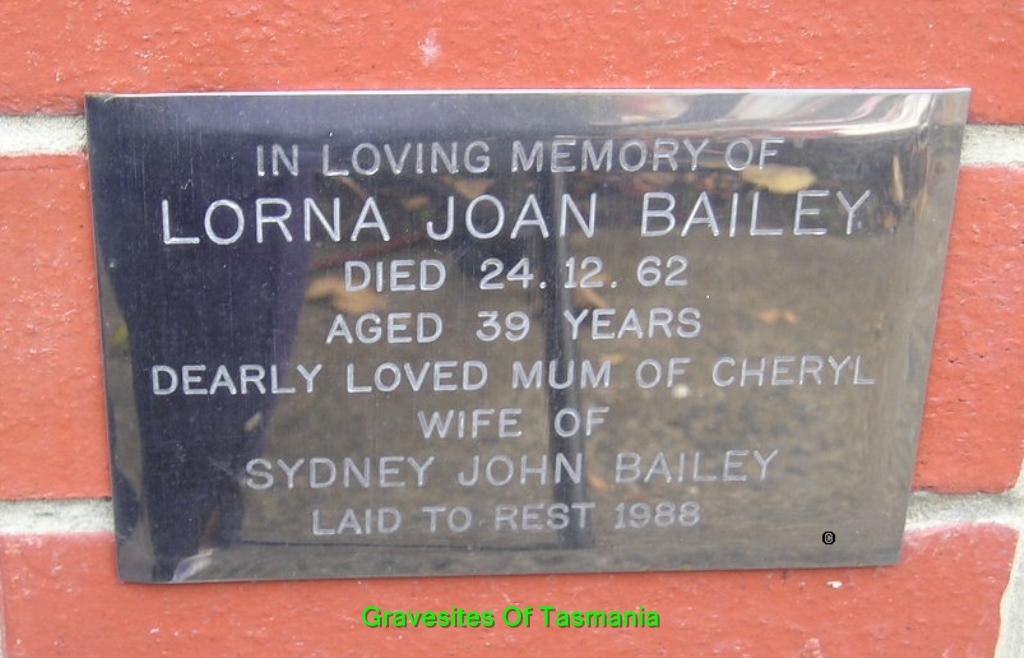 IN LOVING MEMORY OF
LORNA JOAN BAILEY
DIED 24.12.62
AGED 39 YEARS
DEARLY LOVED MUM OF CHERYL
WIFE OF
SYDNEY JOHN BAILEY
LAID TO REST 1988
©
Gravesites Of Tasmania